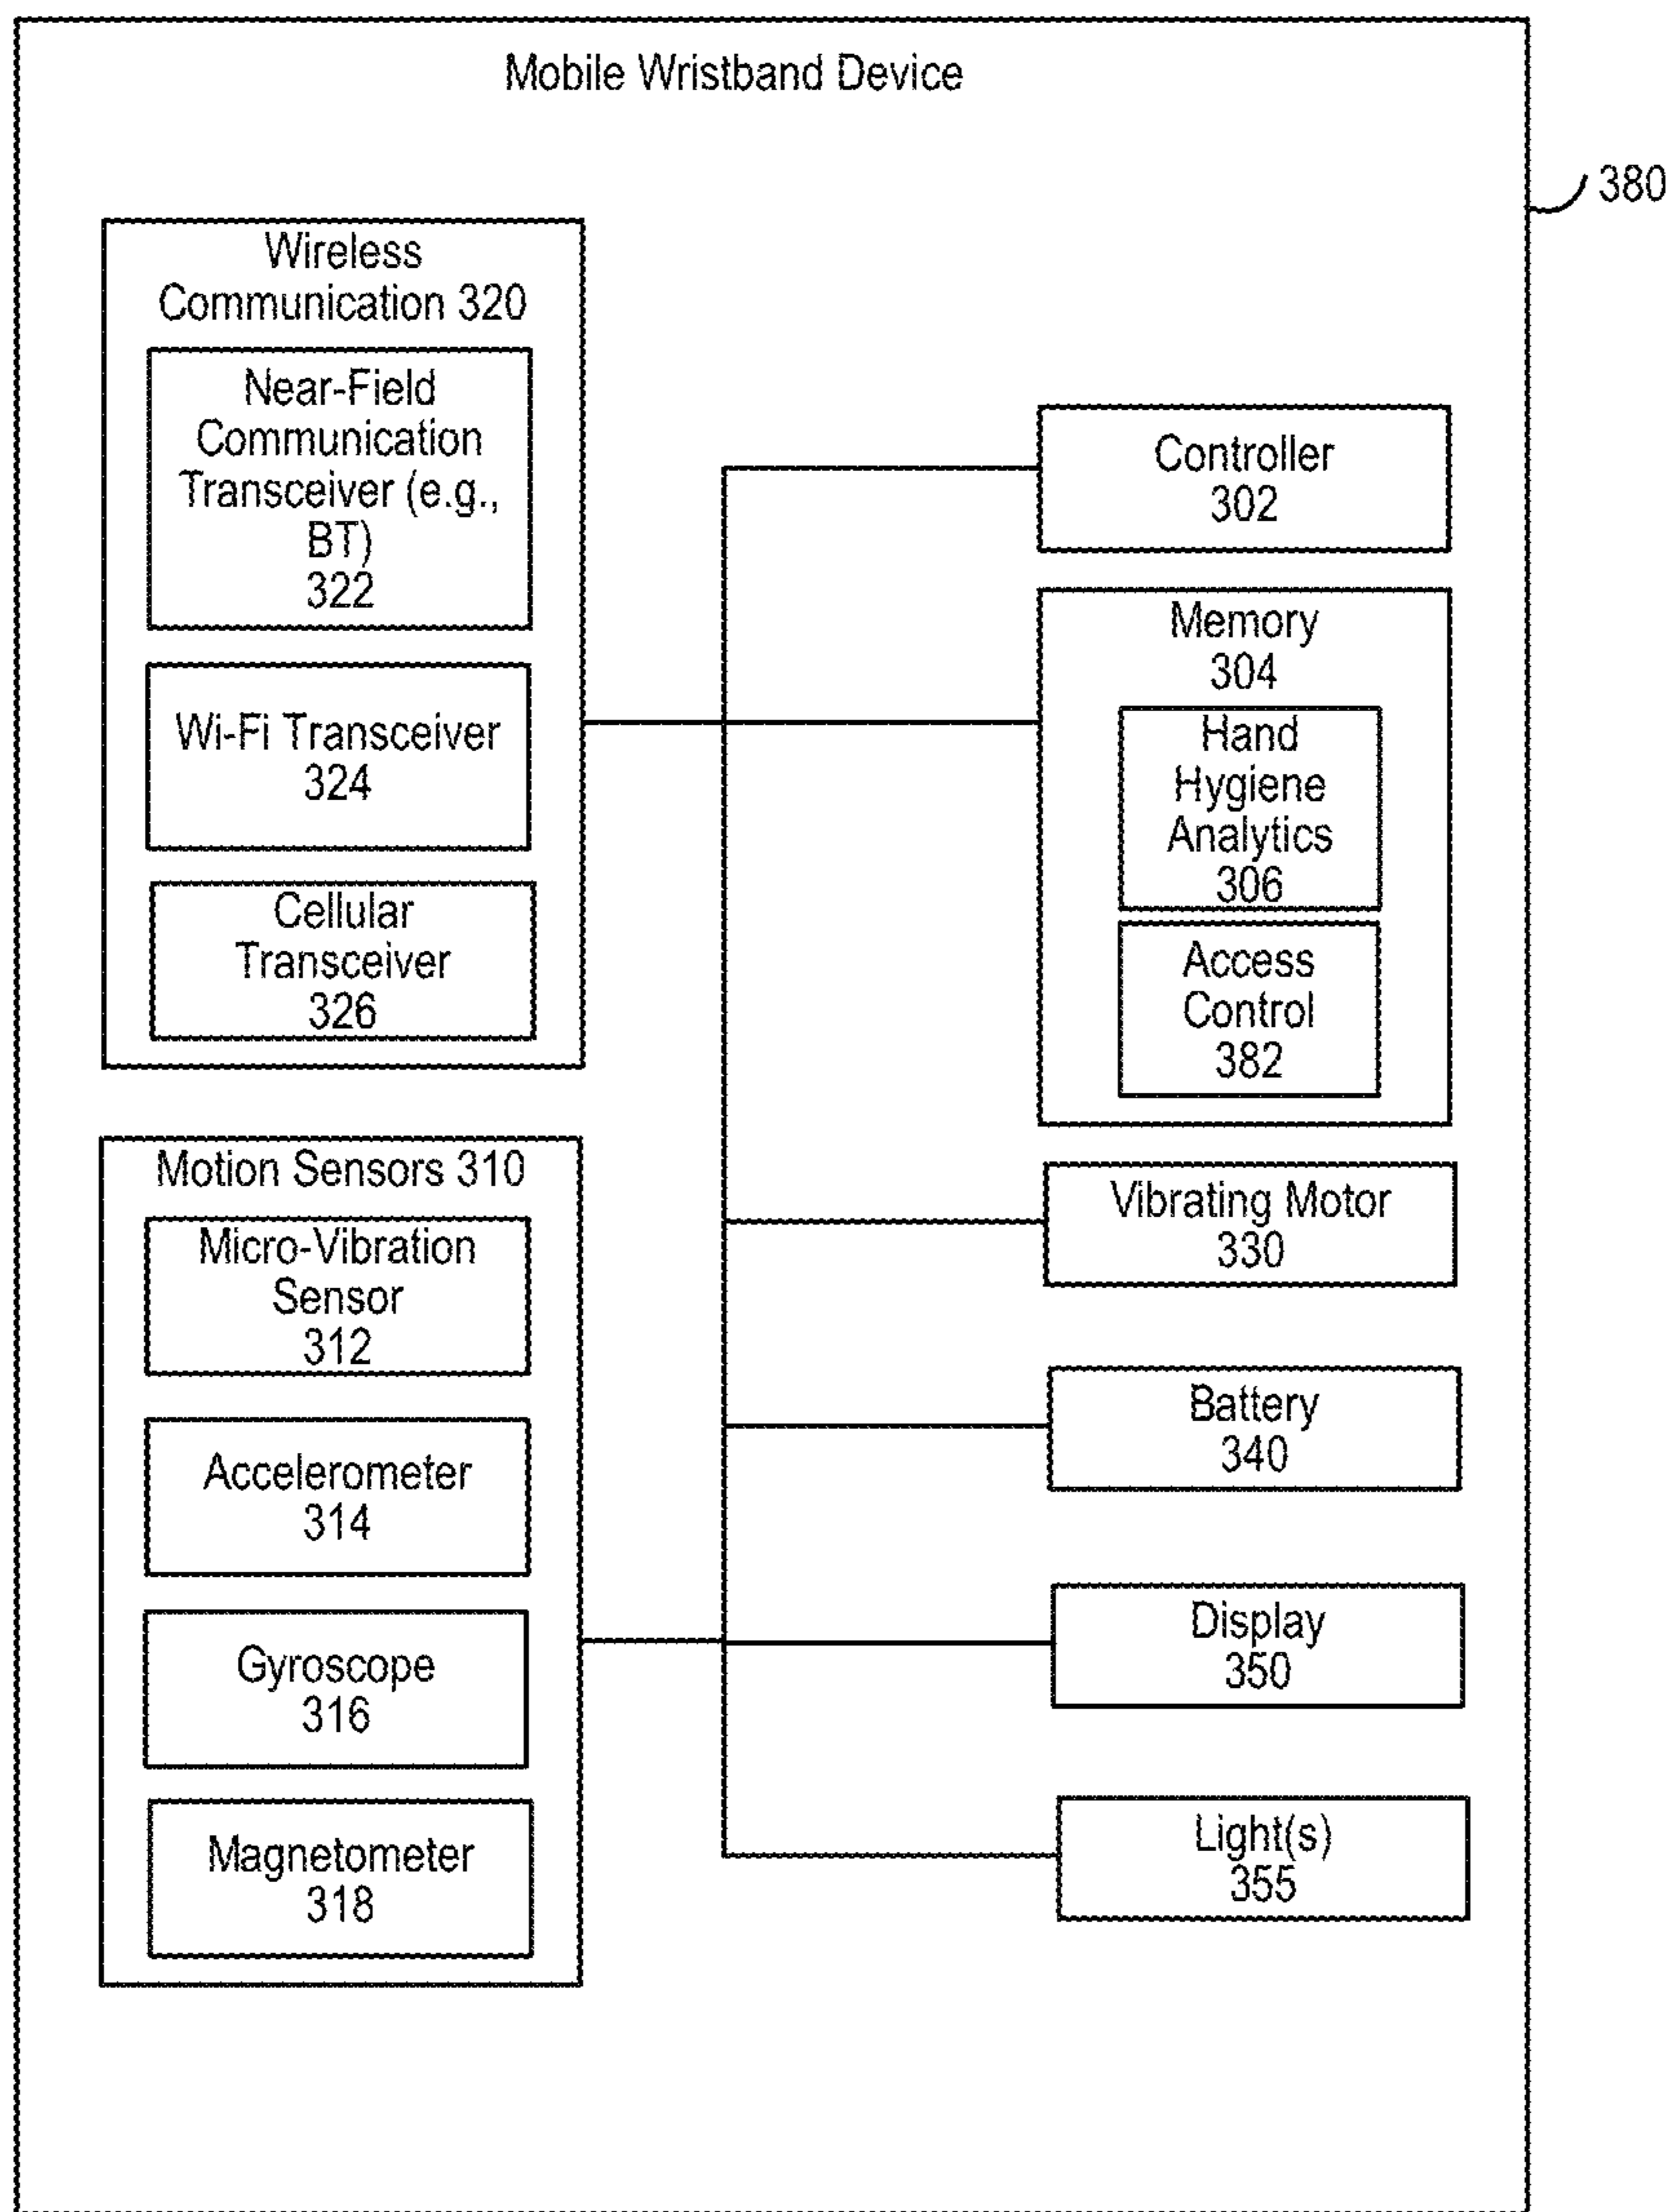 Mobile Wristband Device
380
Wireless
Communication 320
Near-Field
Communication
Transceiver (e.g.,
BT)
322
Wi-Fi Transceiver
324
Cellular
Transceiver
326
Motion Sensors 310
Micro-Vibration
Sensor
312
Accelerometer
314
Gyroscope
316
Magnetometer
318
Controller
302
Memory
304
Hand
Hygiene
Analytics
306
Access
Control
382
Vibrating Motor
330
Battery
340
Display
350
Light(s)
355